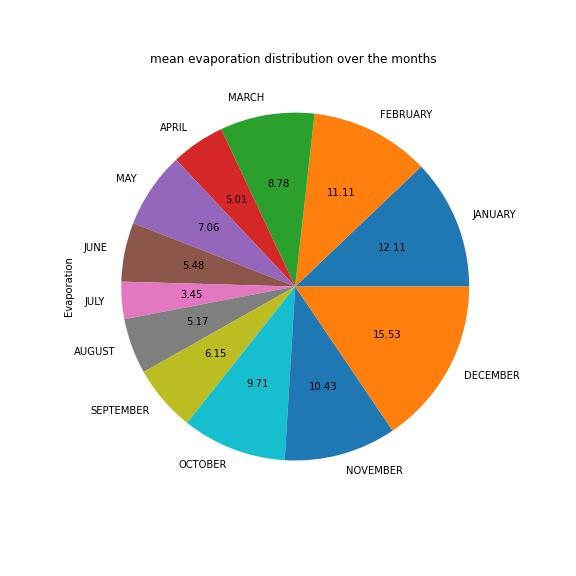 mean evaporation distribution over the months
MARCH
FEBRUARY
APRIL
MAY
JANUARY
8.78
11.11
5.01
7.06
12.11
JUNE
5.48
Evaporation
3.45
JULY
5.17
15.53
AUGUST
6.15
DECEMBER
9.71
10.43
SEPTEMBER
OCTOBER
NOVEMBER